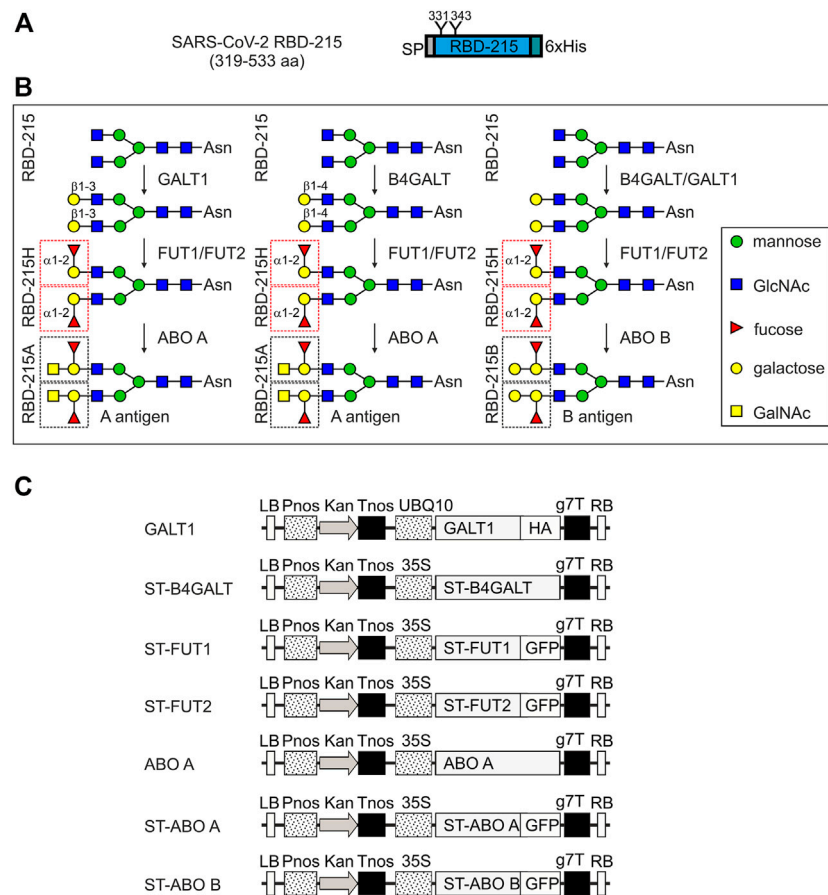 A
SARS-CoV-2 RBD-215
(319-533 aa)
331 343
SP RBD-215 6xHis
B
RBD-215
Asn
GALT1
β1-3
β1-3
Asn
RBD-215H
α1-2
α1-2
FUT1/FUT2
Asn
RBD-215A
ABO A
Asn
A antigen
RBD-215
Asn
B4GALT
β1-4
β1-4
Asn
RBD-215H
α1-2
α1-2
FUT1/FUT2
Asn
RBD-215A
ABO A
Asn
A antigen
RBD-215
Asn
B4GALT/GALT1
Asn
RBD-215H
α1-2
α1-2
FUT1/FUT2
Asn
RBD-215B
ABO B
Asn
B antigen
mannose
GlcNAc
fucose
galactose
GalNAc
C
LB Pnos Kan Tnos UBQ10 g7T RB
GALT1 GALT1 HA
LB Pnos Kan Tnos 35S g7T RB
ST-B4GALT ST-B4GALT
LB Pnos Kan Tnos 35S g7T RB
ST-FUT1 ST-FUT1 GFP
LB Pnos Kan Tnos 35S g7T RB
ST-FUT2 ST-FUT2 GFP
LB Pnos Kan Tnos 35S g7T RB
ABO A ABO A
LB Pnos Kan Tnos 35S g7T RB
ST-ABO A ST-ABO A GFP
LB Pnos Kan Tnos 35S g7T RB
ST-ABO B ST-ABO B GFP